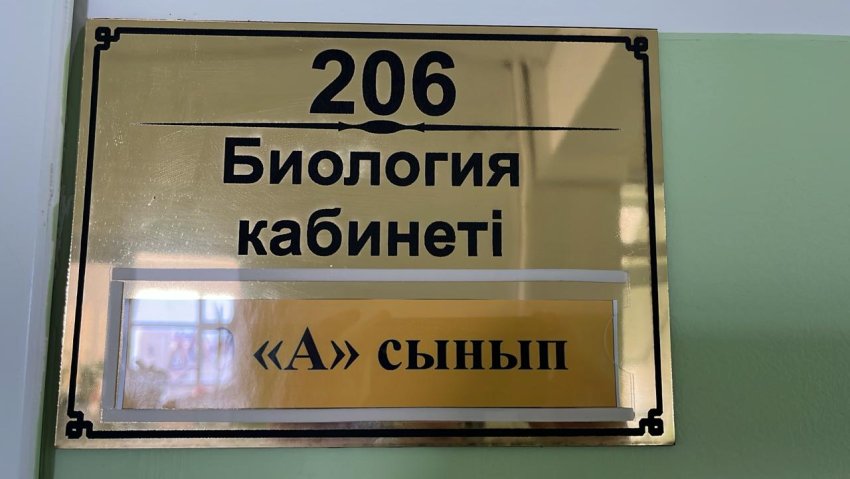 206
Биология
кабинеті
«А» сынып